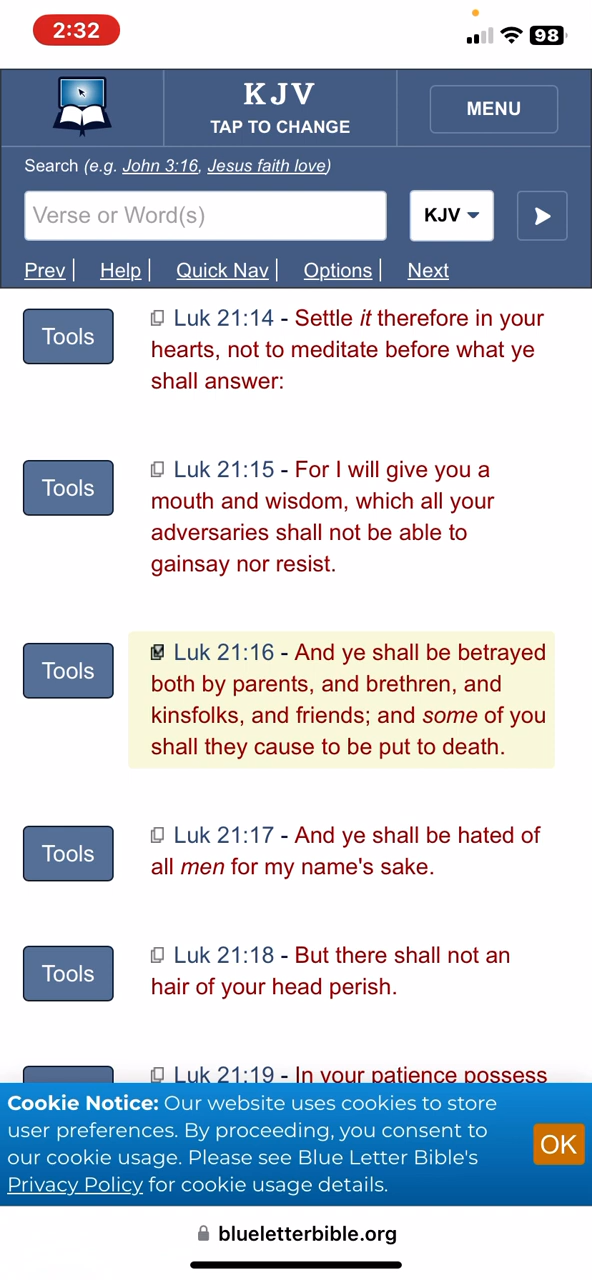 2:32
98
KJV
TAP TO CHANGE
MENU
Search (e.g. John 3:16, Jesus faith love)
Verse or Word(s)
KJV
Prev | Help | Quick Nav | Options | Next
Tools
Luk 21:14 - Settle it therefore in your
hearts, not to meditate before what ye
shall answer:
Tools
Luk 21:15 - For I will give you a
mouth and wisdom, which all your
adversaries shall not be able to
gainsay nor resist.
Tools
Luk 21:16 - And ye shall be betrayed
both by parents, and brethren, and
kinsfolks, and friends; and some of you
shall they cause to be put to death.
Tools
Luk 21:17 - And ye shall be hated of
all men for my name's sake.
Tools
Luk 21:18 - But there shall not an
hair of your head perish.
Luk 21:19 - In your patience possess
Cookie Notice: Our website uses cookies to store
user preferences. By proceeding, you consent to
our cookie usage. Please see Blue Letter Bible's
Privacy Policy for cookie usage details.
OK
blueletterbible.org